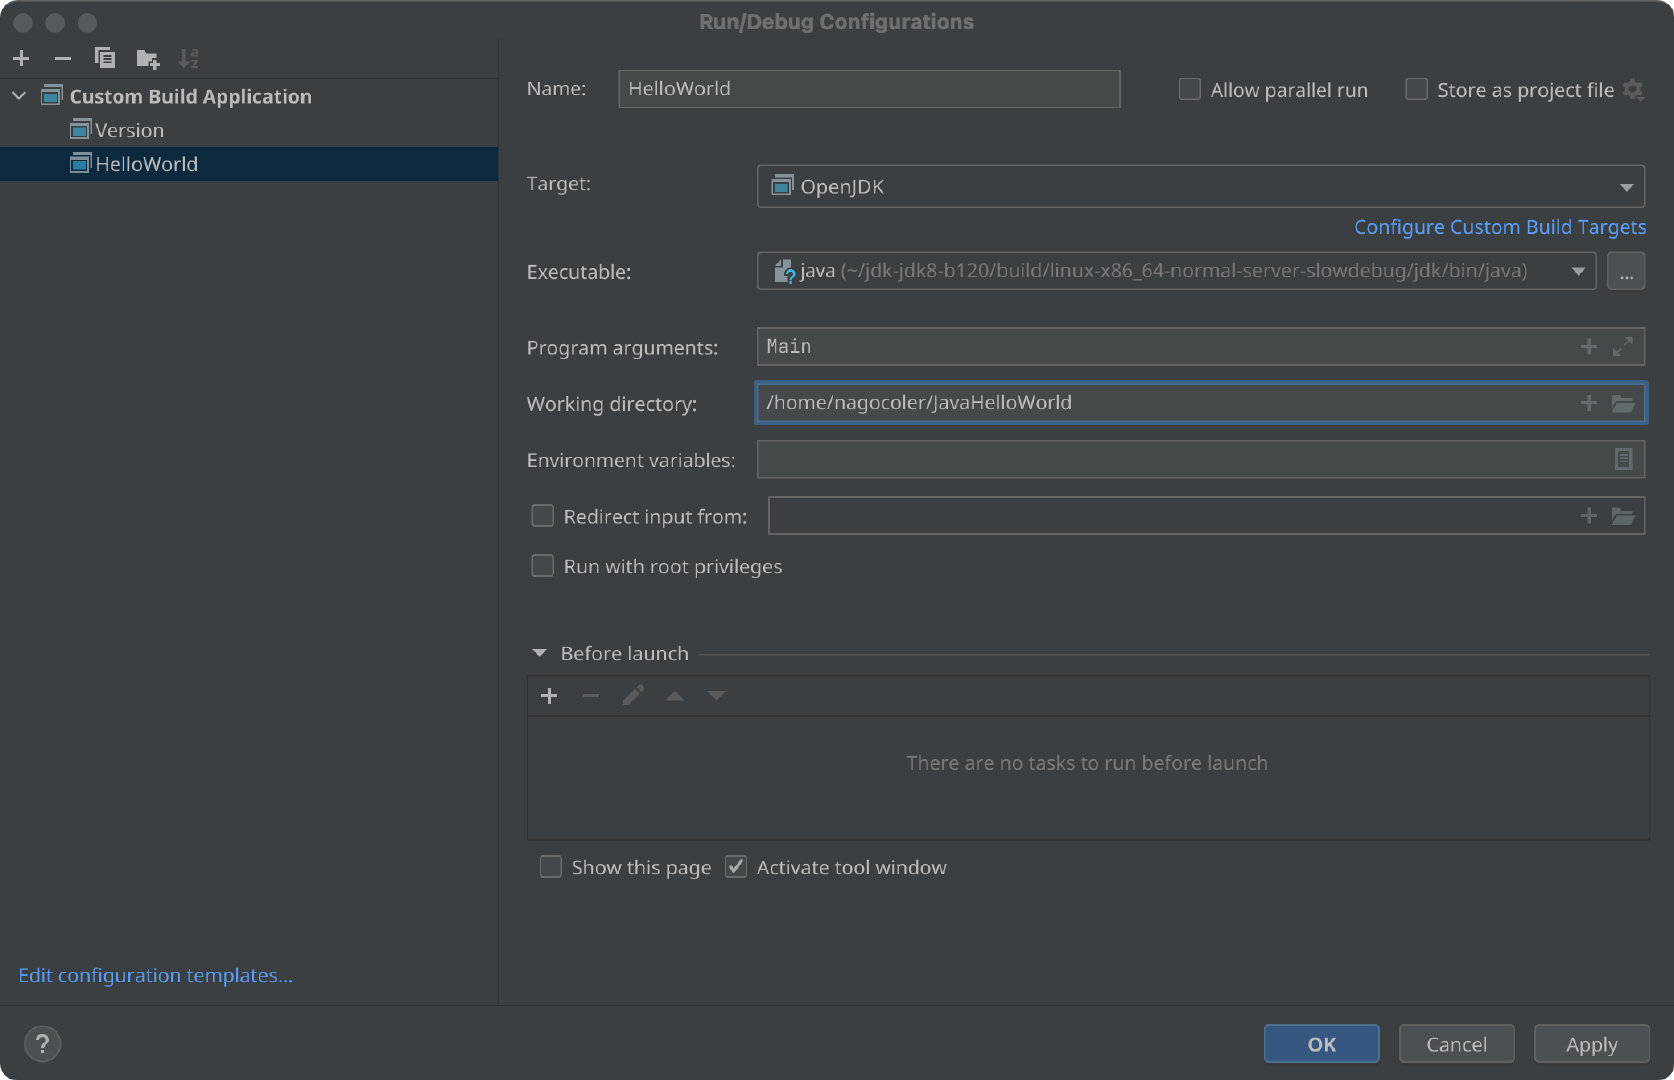 Run/Debug Configurations
Custom Build Application
Version
HelloWorld
Name: HelloWorld Allow parallel run Store as project file
Target: OpenJDK
Configure Custom Build Targets
Executable: java (~/jdk-jdk8-b120/build/linux-x86_64-normal-server-slowdebug/jdk/bin/java) ...
Program arguments: Main
Working directory: /home/nagocoler/JavaHelloWorld
Environment variables:
Redirect input from:
Run with root privileges
Before launch
There are no tasks to run before launch
Show this page Activate tool window
Edit configuration templates...
? OK Cancel Apply